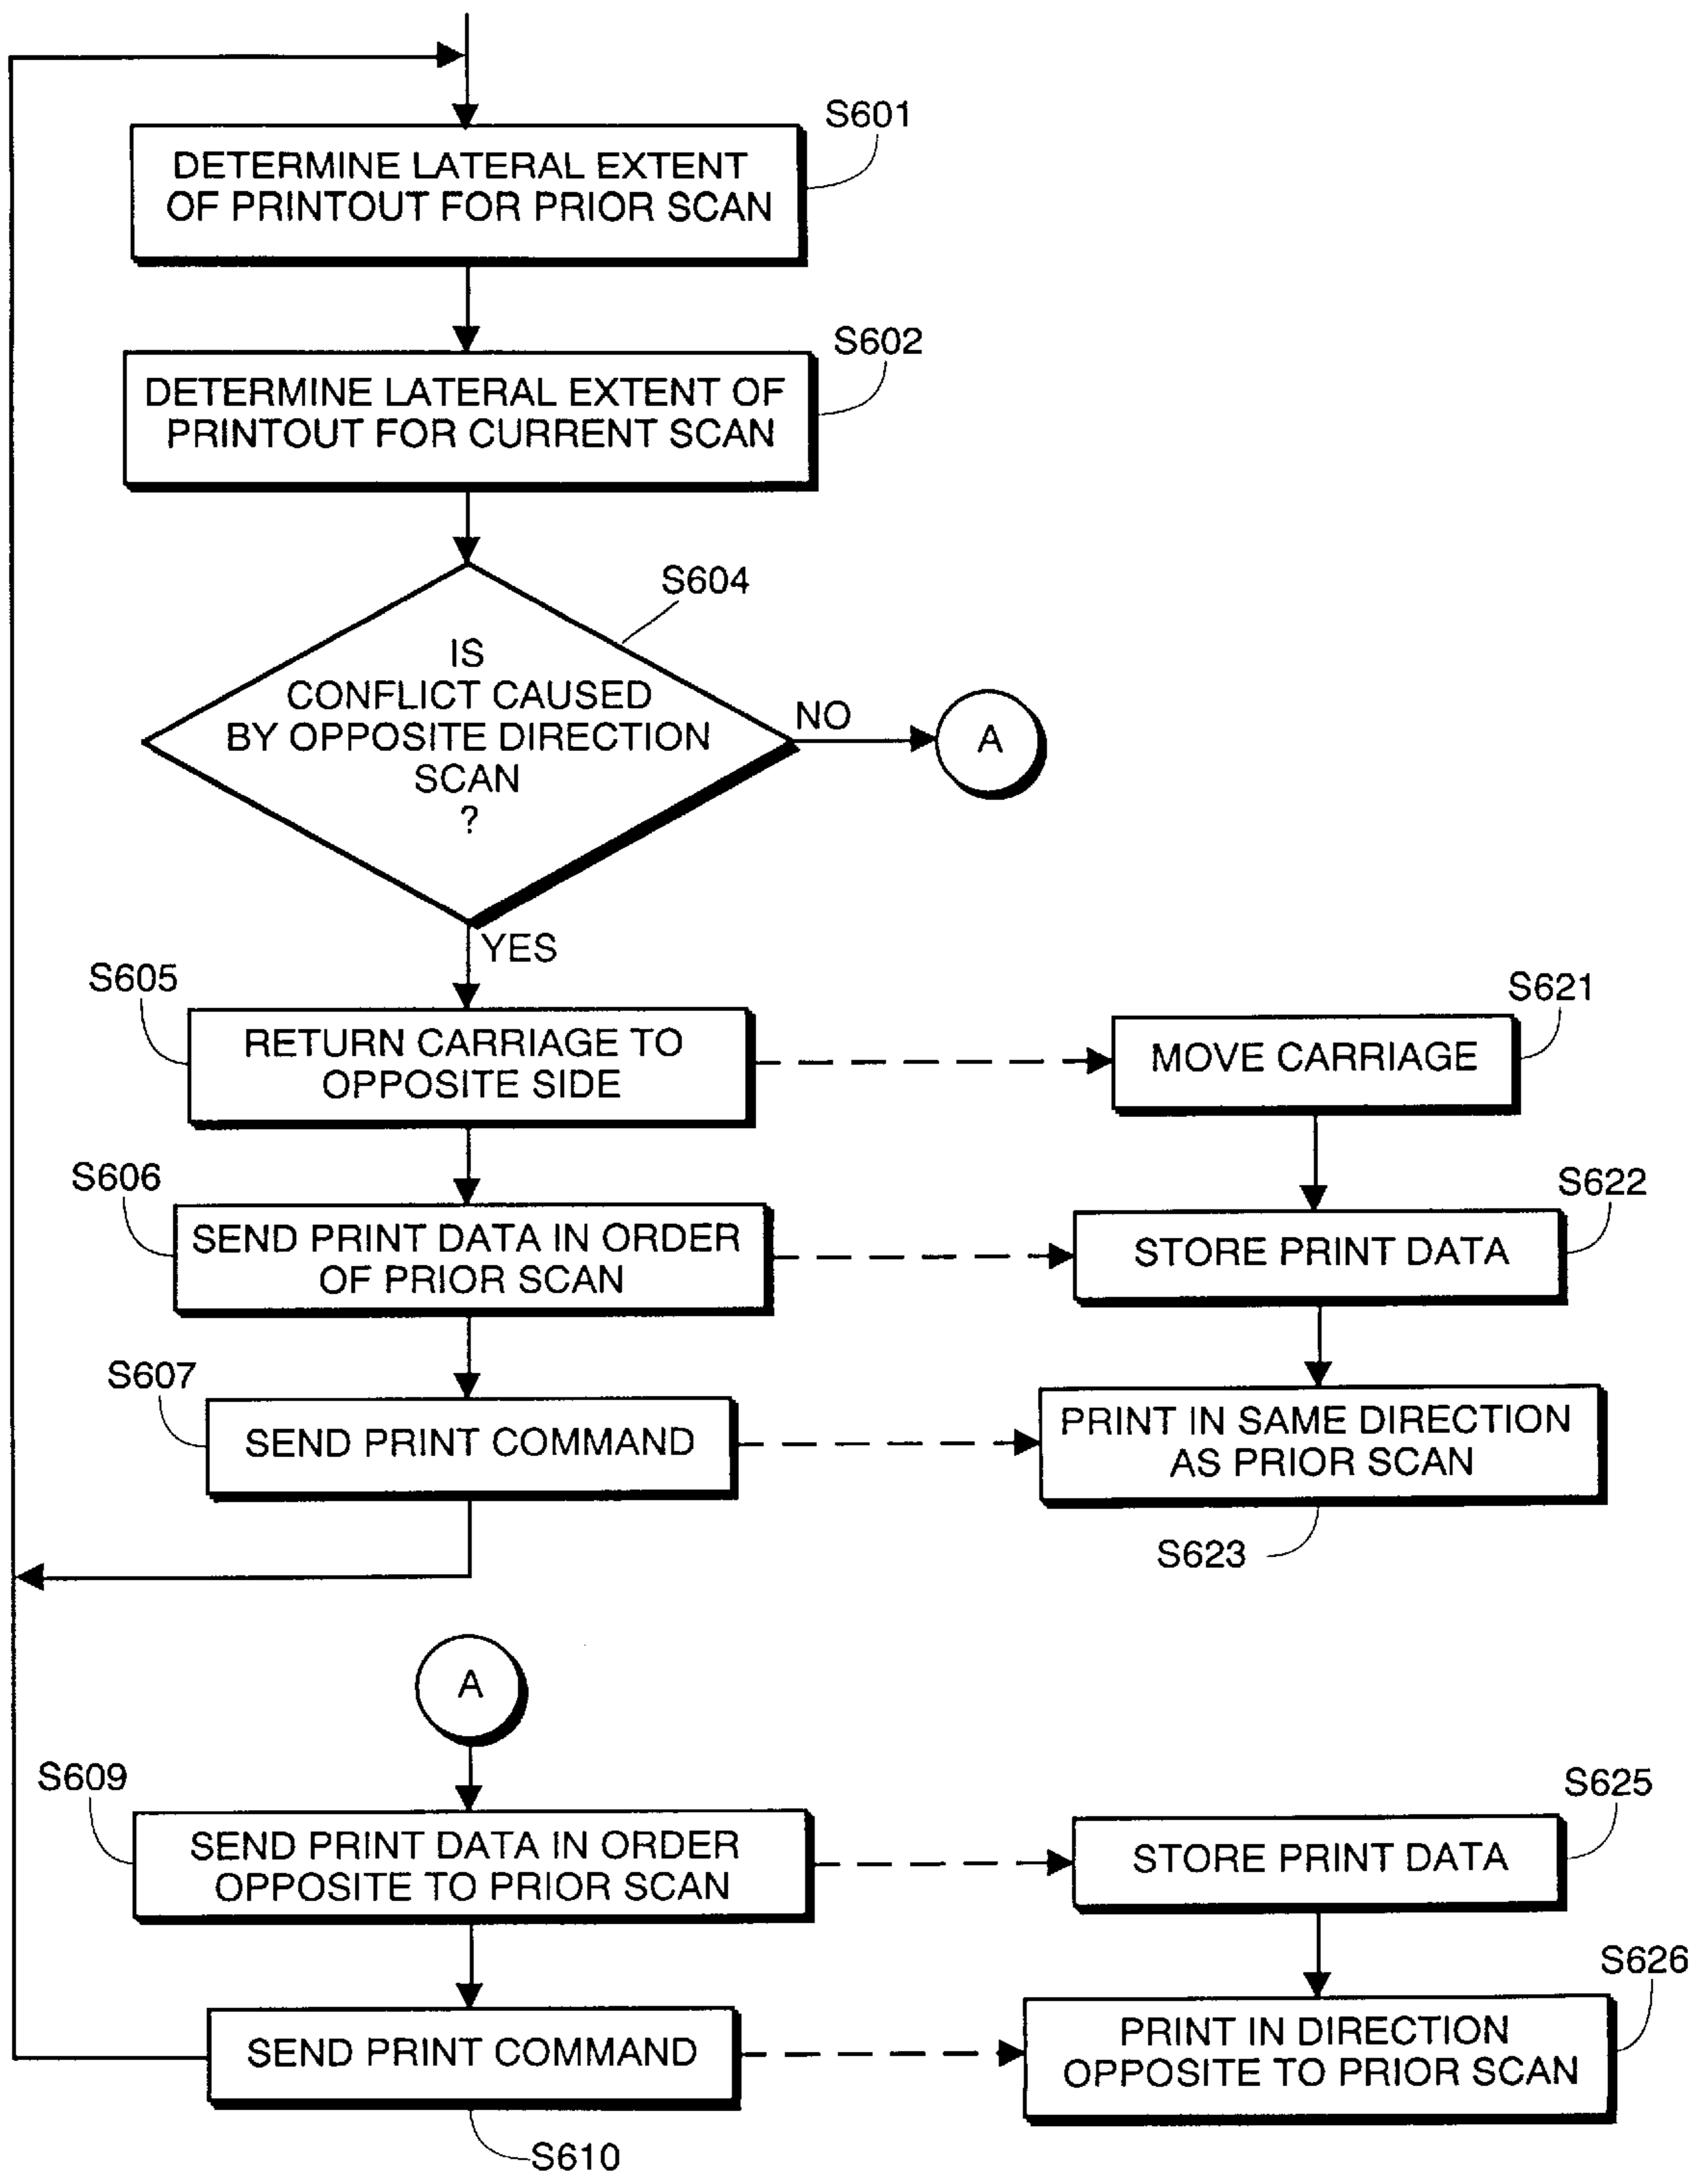 S601
DETERMINE LATERAL EXTENT
OF PRINTOUT FOR PRIOR SCAN
S602
DETERMINE LATERAL EXTENT OF
PRINTOUT FOR CURRENT SCAN
S604
IS
CONFLICT CAUSED
BY OPPOSITE DIRECTION
SCAN
?
NO
A
YES
S605
RETURN CARRIAGE TO
OPPOSITE SIDE
S621
MOVE CARRIAGE
S606
SEND PRINT DATA IN ORDER
OF PRIOR SCAN
S622
STORE PRINT DATA
S607
SEND PRINT COMMAND
PRINT IN SAME DIRECTION
AS PRIOR SCAN
S623
A
S609
SEND PRINT DATA IN ORDER
OPPOSITE TO PRIOR SCAN
S625
STORE PRINT DATA
SEND PRINT COMMAND
S610
S626
PRINT IN DIRECTION
OPPOSITE TO PRIOR SCAN